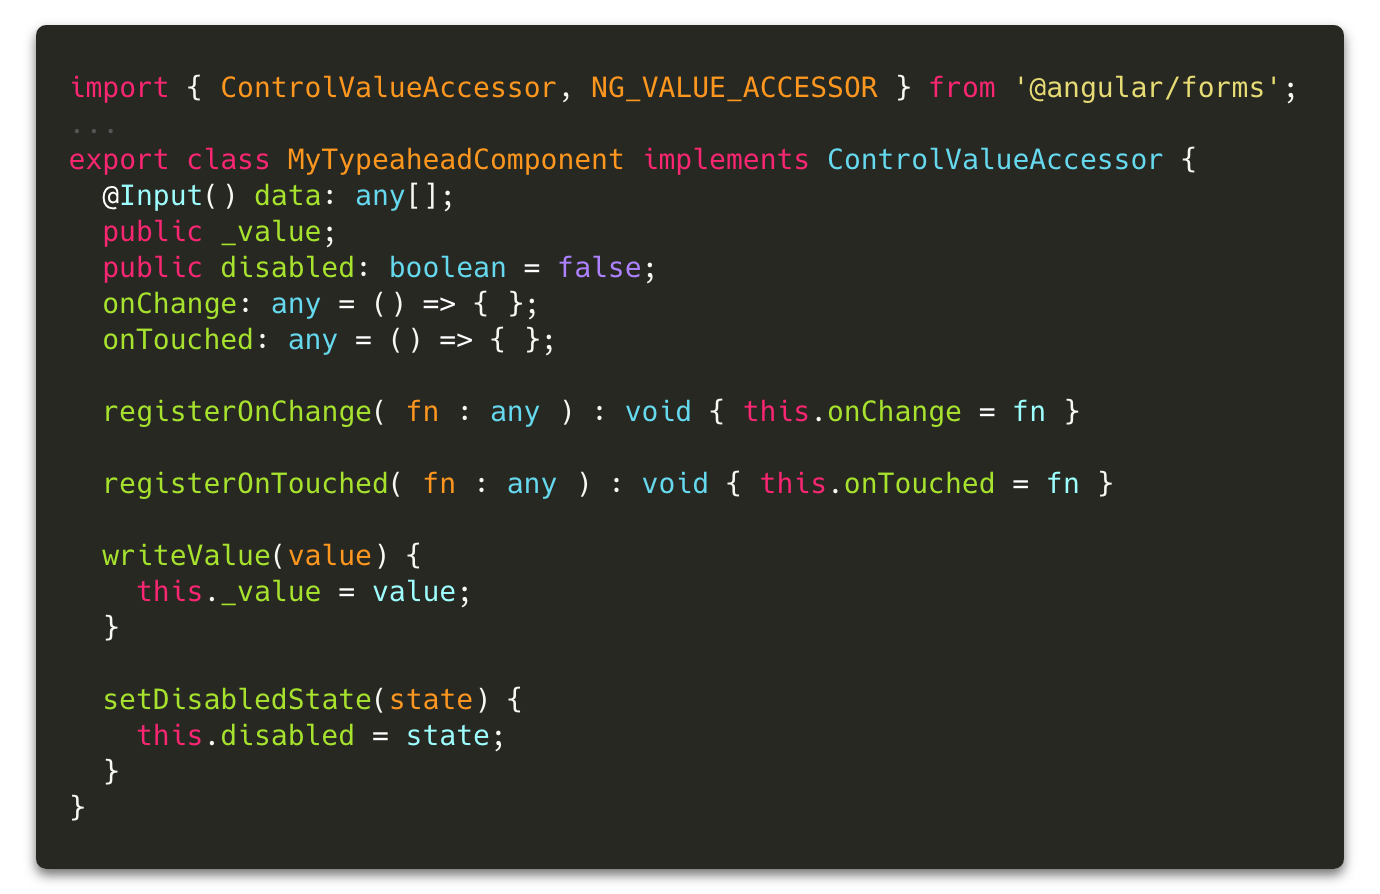 import { ControlValueAccessor, NG_VALUE_ACCESSOR } from '@angular/forms';
...
export class MyTypeaheadComponent implements ControlValueAccessor {
  @Input() data: any[];
  public _value;
  public disabled: boolean = false;
  onChange: any = () => { };
  onTouched: any = () => { };

  registerOnChange( fn : any ) : void { this.onChange = fn }

  registerOnTouched( fn : any ) : void { this.onTouched = fn }

  writeValue(value) {
    this._value = value;
  }

  setDisabledState(state) {
    this.disabled = state;
  }
}